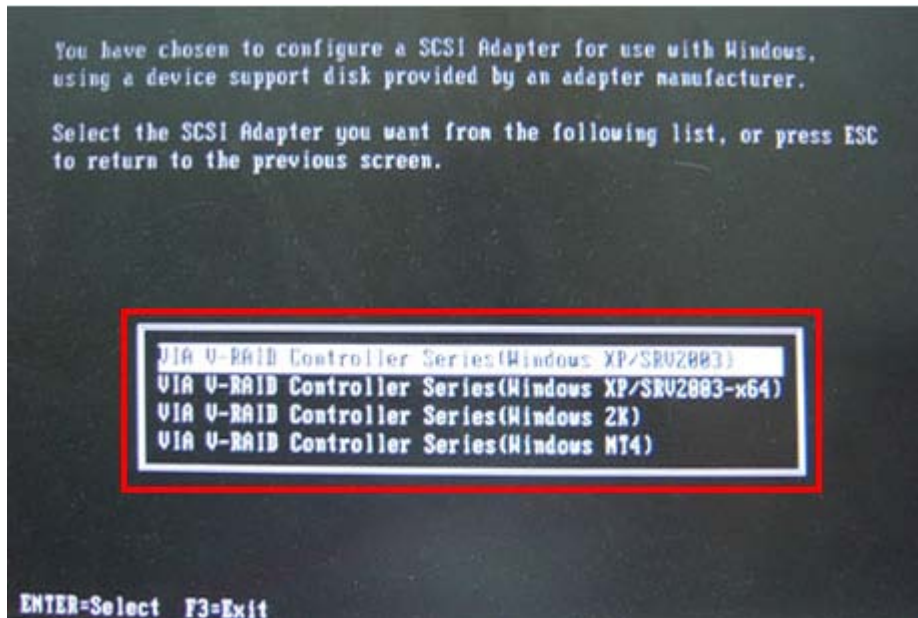 You have chosen to configure a SCSI Adapter for use with Windows,
using a device support disk provided by an adapter manufacturer.
Select the SCSI Adapter you want from the following list, or press ESC
to return to the previous screen.
VIA V-RAID Controller Series(Windows XP/SRV2003)
VIA V-RAID Controller Series(Windows XP/SRV2003-x64)
VIA V-RAID Controller Series(Windows 2K)
VIA V-RAID Controller Series(Windows NT4)
ENTER=Select F3=Exit